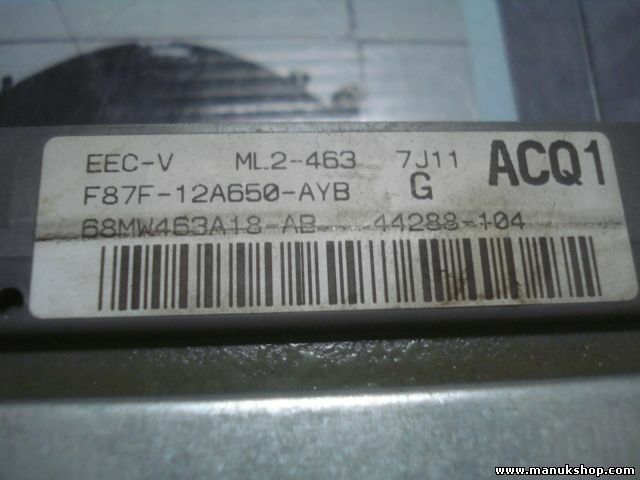 EEC-V ML2-463 7J11 ACQ1
F87F-12A650-AYB G
68MW463A18-AB 44288-104
www.manukshop.com